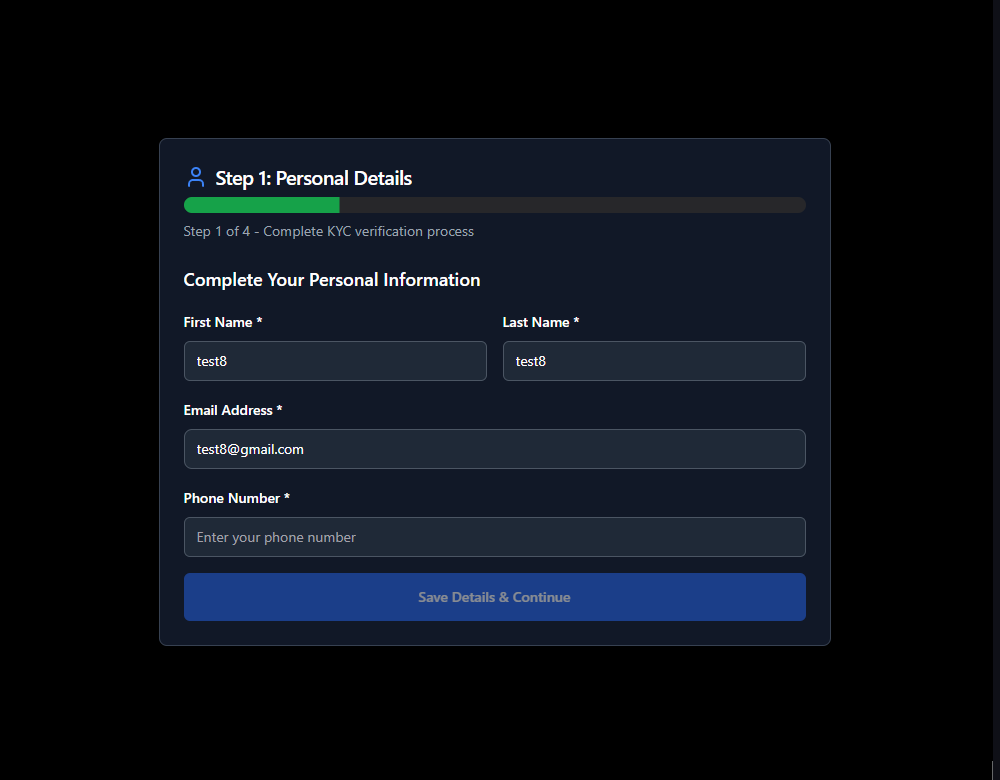 Step 1: Personal Details
Step 1 of 4 - Complete KYC verification process
Complete Your Personal Information
First Name *
Last Name *
test8
test8
Email Address *
test8@gmail.com
Phone Number *
Enter your phone number
Save Details & Continue